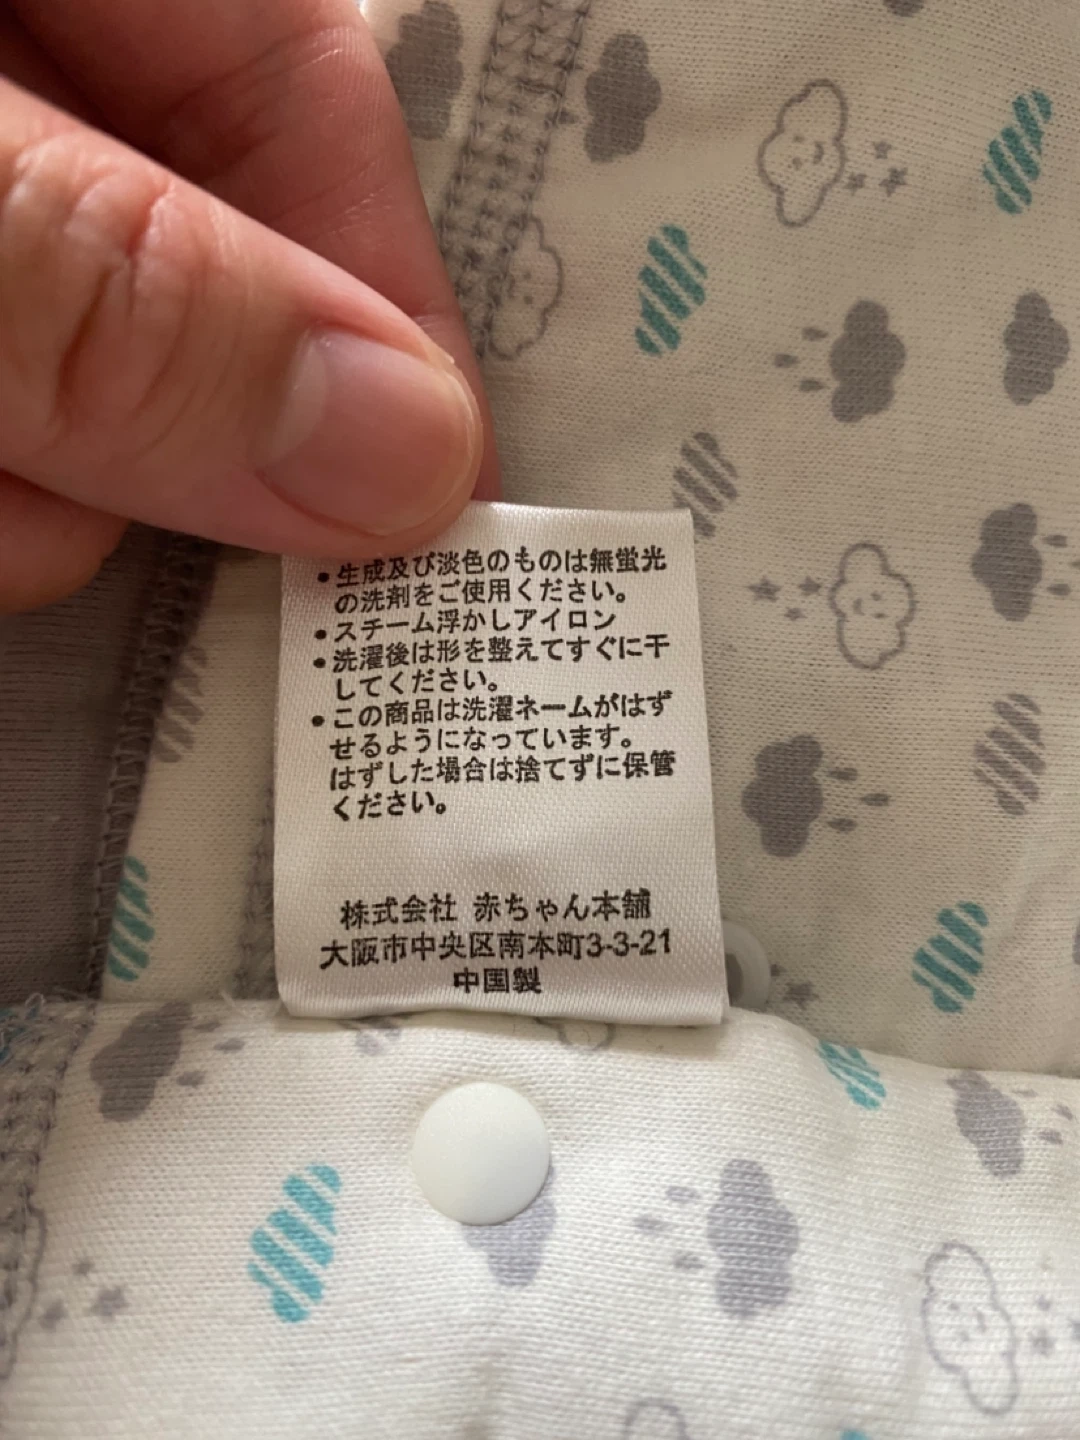 ・生成及び淡色のものは無蛍光
の洗剤をご使用ください。
・スチーム浮かしアイロン
・洗濯後は形を整えてすぐに干
してください。
・この商品は洗濯ネームがはず
せるようになっています。
はずした場合は捨てずに保管
ください。
株式会社 赤ちゃん本舗
大阪市中央区南本町3-3-21
中国製